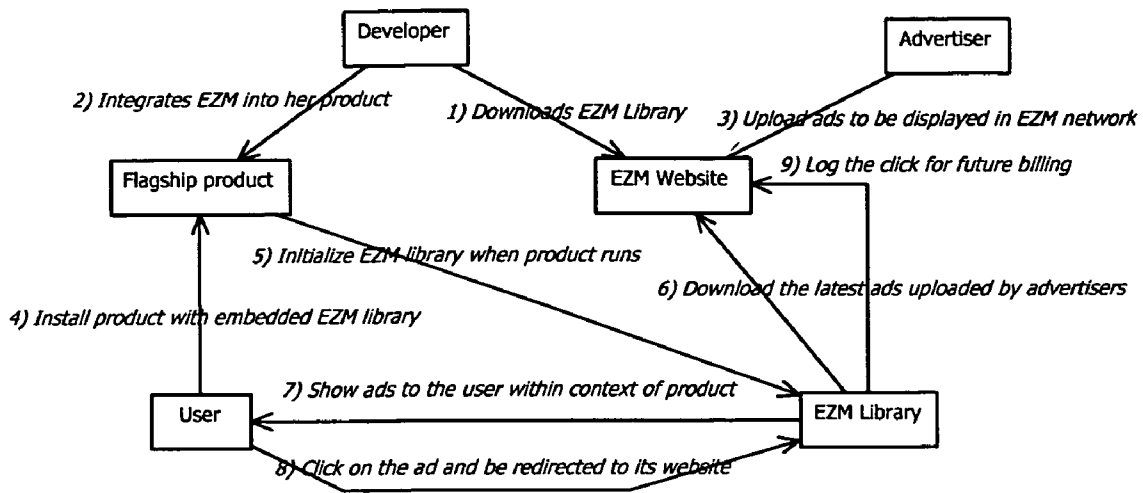 Developer
Advertiser
2) Integrates EZM into her product
1) Downloads EZM Library
3) Upload ads to be displayed in EZM network
Flagship product
EZM Website
9) Log the click for future billing
5) Initialize EZM library when product runs
6) Download the latest ads uploaded by advertisers
4) Install product with embedded EZM library
7) Show ads to the user within context of product
User
EZM Library
8) Click on the ad and be redirected to its website